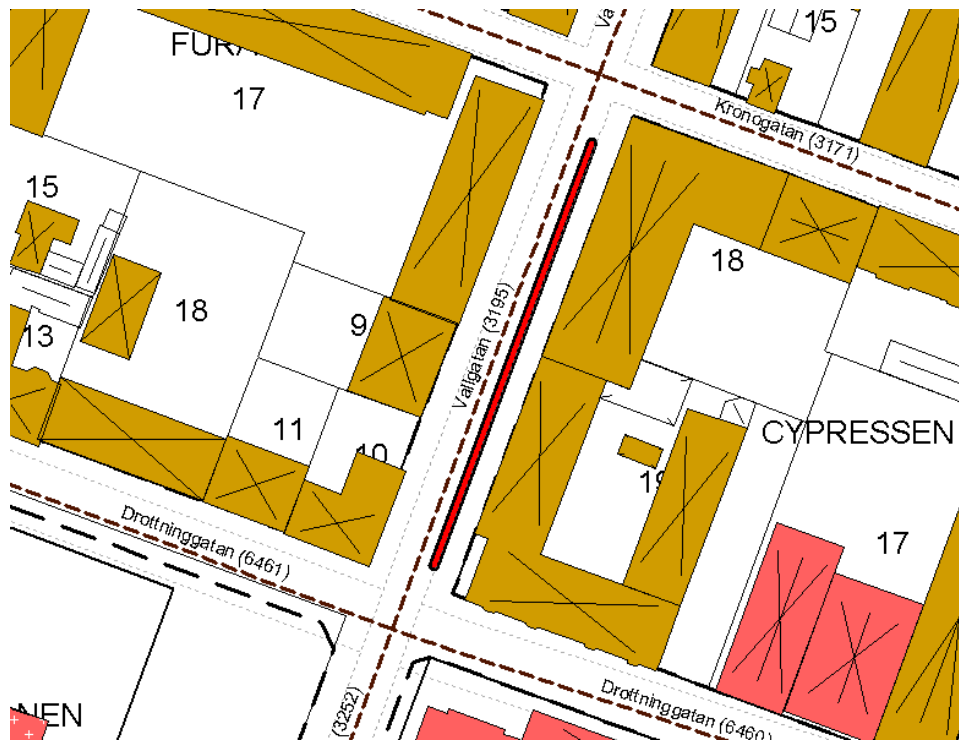 15
17
Kronogatan (3171)
15
18
18
9
13
Vallgatan (3195)
11
10
CYPRESSEN
19
17
Drottninggatan (6461)
Drottninggatan (6460)
(3252)